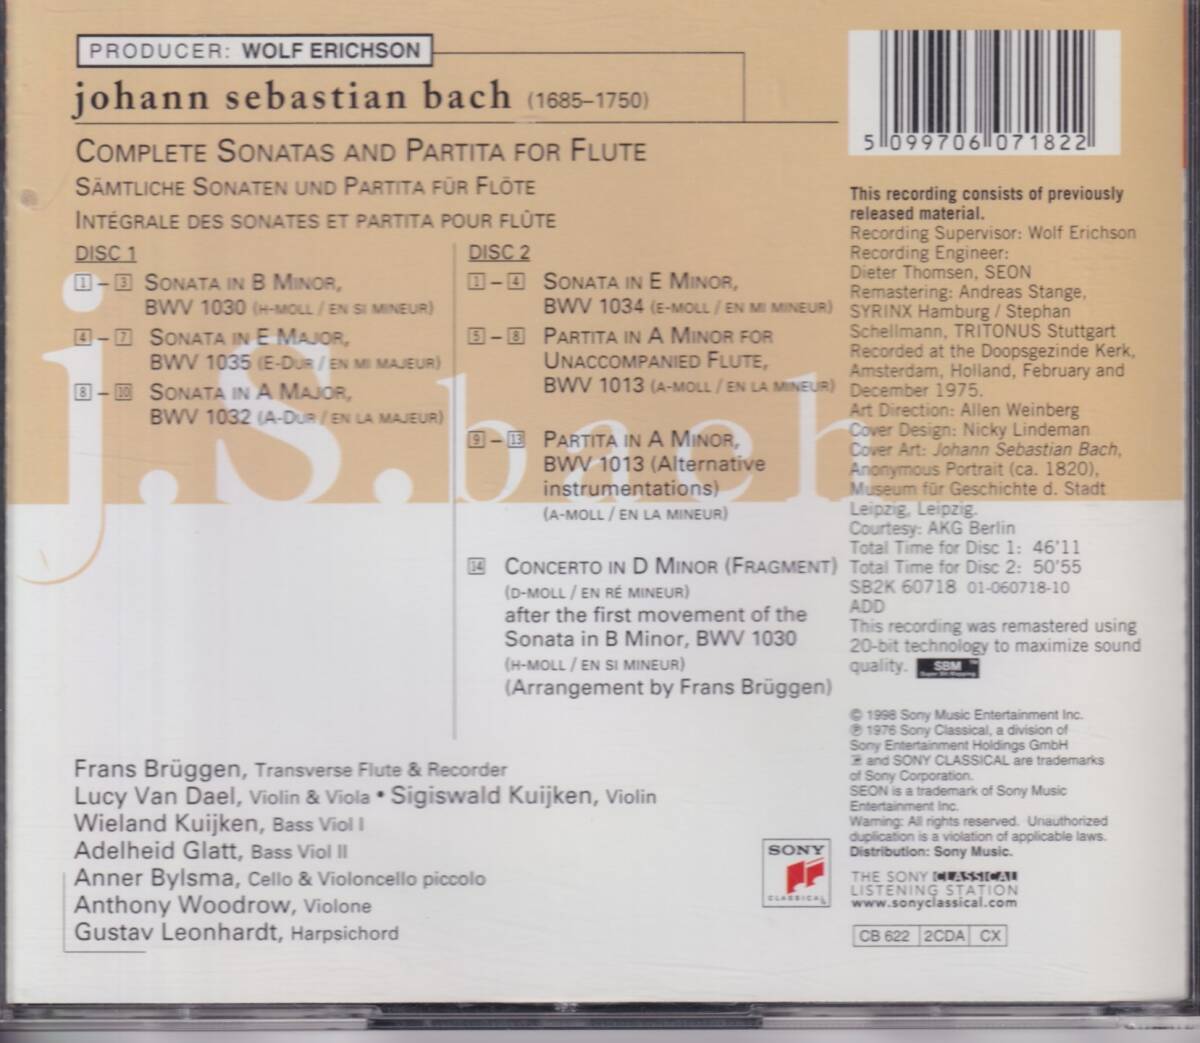 PRODUCER: WOLF ERICHSON
johann sebastian bach (1685–1750)
COMPLETE SONATAS AND PARTITA FOR FLUTE
SÄMTLICHE SONATEN UND PARTITA FÜR FLÖTE
INTÉGRALE DES SONATES ET PARTITA POUR FLÛTE
DISC 1
1 – 3 SONATA IN B MINOR,
BWV 1030 (H-MOLL / EN SI MINEUR)
4 – 7 SONATA IN E MAJOR,
BWV 1035 (E-DUR / EN MI MAJEUR)
8 – 10 SONATA IN A MAJOR,
BWV 1032 (A-DUR / EN LA MAJEUR)
DISC 2
1 – 4 SONATA IN E MINOR,
BWV 1034 (E-MOLL / EN MI MINEUR)
5 – 8 PARTITA IN A MINOR FOR
UNACCOMPANIED FLUTE,
BWV 1013 (A-MOLL / EN LA MINEUR)
9 – 13 PARTITA IN A MINOR,
BWV 1013 (Alternative
instrumentations)
(A-MOLL / EN LA MINEUR)
14 CONCERTO IN D MINOR (FRAGMENT)
(D-MOLL / EN RÉ MINEUR)
after the first movement of the
Sonata in B Minor, BWV 1030
(H-MOLL / EN SI MINEUR)
(Arrangement by Frans Brüggen)
j.s.bach
Frans Brüggen, Transverse Flute & Recorder
Lucy Van Dael, Violin & Viola • Sigiswald Kuijken, Violin
Wieland Kuijken, Bass Viol I
Adelheid Glatt, Bass Viol II
Anner Bylsma, Cello & Violoncello piccolo
Anthony Woodrow, Violone
Gustav Leonhardt, Harpsichord
SONY
CLASSICAL
5 099706 071822
This recording consists of previously
released material.
Recording Supervisor: Wolf Erichson
Recording Engineer:
Dieter Thomsen, SEON
Remastering: Andreas Stange,
SYRINX Hamburg / Stephan
Schellmann, TRITONUS Stuttgart
Recorded at the Doopsgezinde Kerk,
Amsterdam, Holland, February and
December 1975.
Art Direction: Allen Weinberg
Cover Design: Nicky Lindeman
Cover Art: Johann Sebastian Bach,
Anonymous Portrait (ca. 1820),
Museum für Geschichte d. Stadt
Leipzig, Leipzig.
Courtesy: AKG Berlin
Total Time for Disc 1: 46'11
Total Time for Disc 2: 50'55
SB2K 60718 01-060718-10
ADD
This recording was remastered using
20-bit technology to maximize sound
quality. SBM™
Super Bit Mapping
© 1998 Sony Music Entertainment Inc.
℗ 1976 Sony Classical, a division of
Sony Entertainment Holdings GmbH
and SONY CLASSICAL are trademarks
of Sony Corporation.
SEON is a trademark of Sony Music
Entertainment Inc.
Warning: All rights reserved. Unauthorized
duplication is a violation of applicable laws.
Distribution: Sony Music.
THE SONY CLASSICAL
LISTENING STATION
www.sonyclassical.com
CB 622 2CDA CX